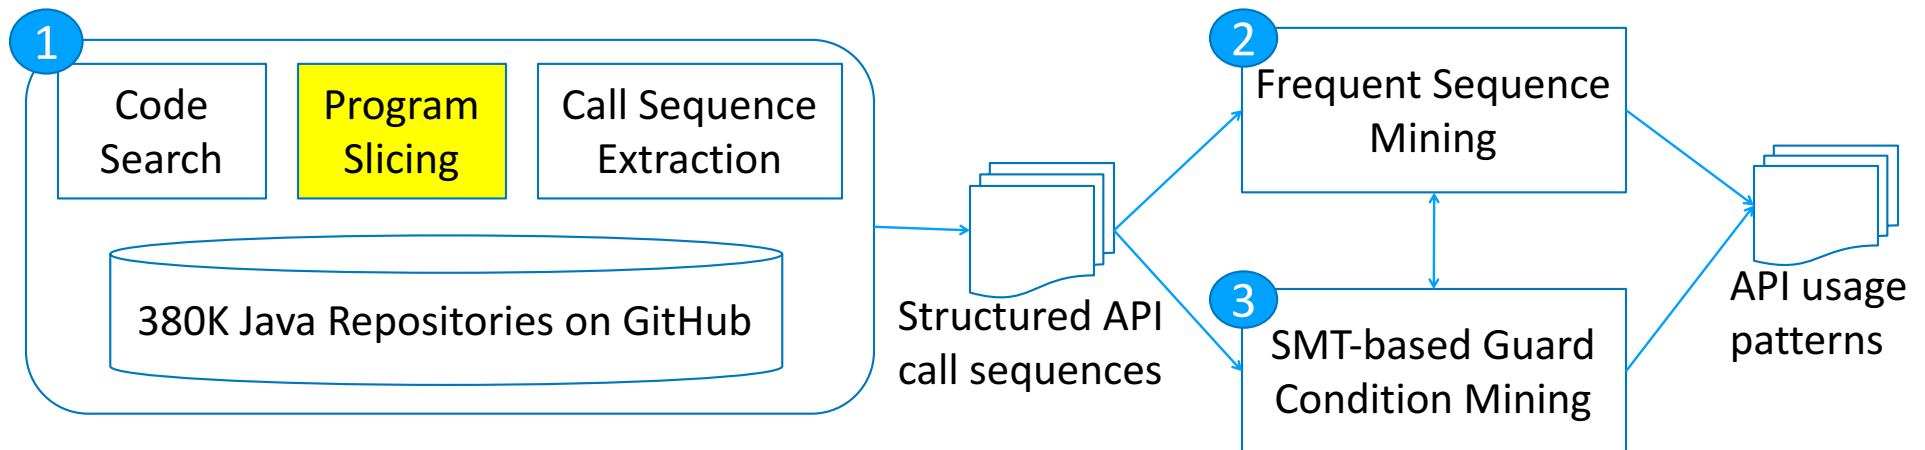 1
Code
Search
Program
Slicing
Call Sequence
Extraction
380K Java Repositories on GitHub
Structured API
call sequences
2
Frequent Sequence
Mining
3
SMT-based Guard
Condition Mining
API usage
patterns